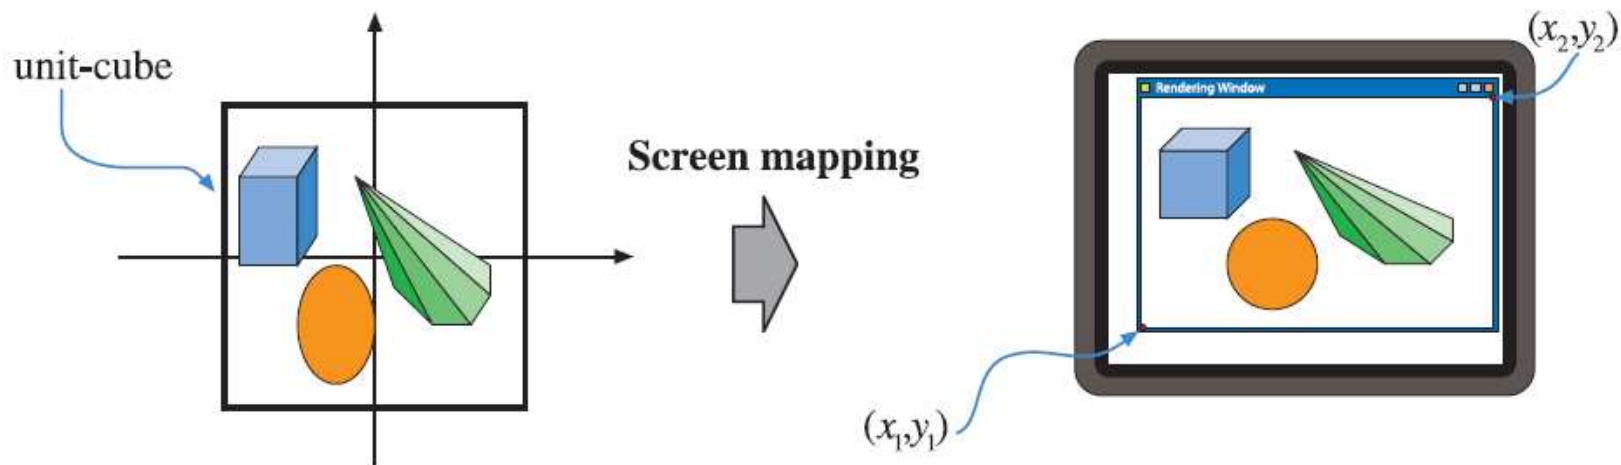 unit-cube
Screen mapping
Rendering Window
(x₂,y₂)
(x₁,y₁)